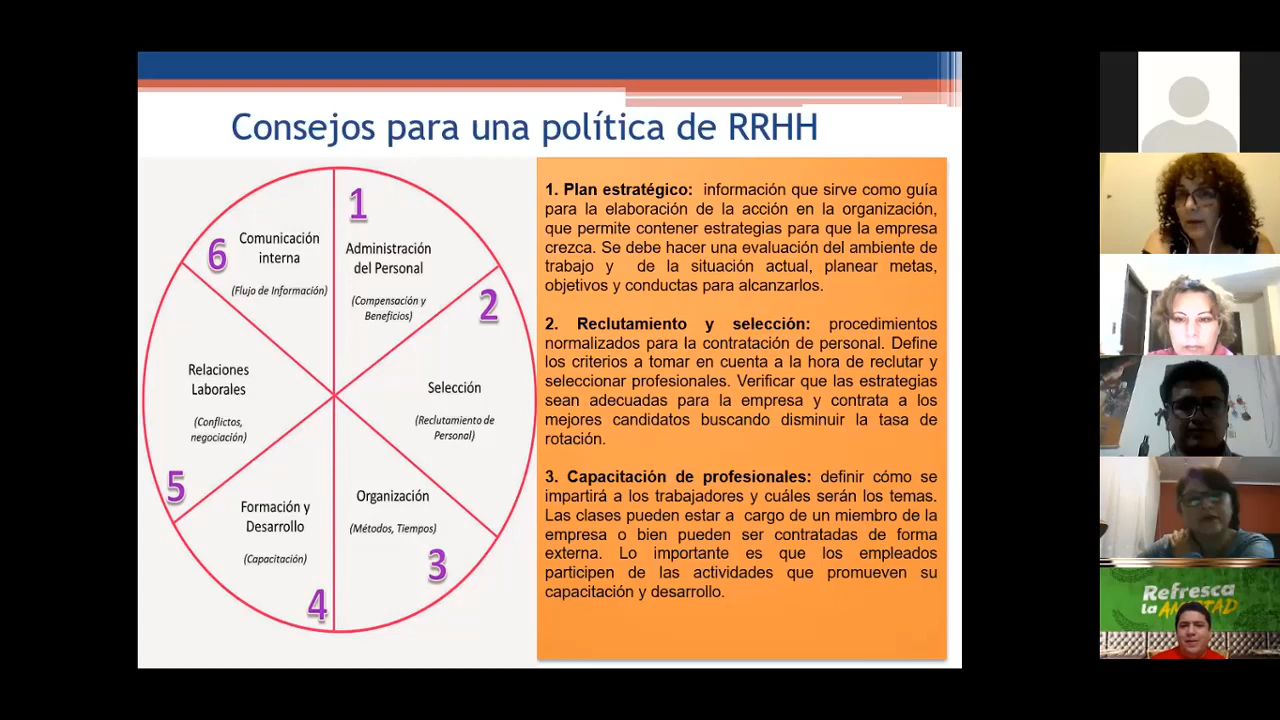 Consejos para una política de RRHH
1
Administración
del Personal
(Compensación y
Beneficios)
2
Selección
(Reclutamiento de
Personal)
Organización
(Métodos, Tiempos)
3
Formación y
Desarrollo
(Capacitación)
4
Relaciones
Laborales
(Conflictos,
negociación)
5
6
Comunicación
interna
(Flujo de Información)
1. Plan estratégico: información que sirve como guía
para la elaboración de la acción en la organización,
que permite contener estrategias para que la empresa
crezca. Se debe hacer una evaluación del ambiente de
trabajo y de la situación actual, planear metas,
objetivos y conductas para alcanzarlos.
2. Reclutamiento y selección: procedimientos
normalizados para la contratación de personal. Define
los criterios a tomar en cuenta a la hora de reclutar y
seleccionar profesionales. Verificar que las estrategias
sean adecuadas para la empresa y contrata a los
mejores candidatos buscando disminuir la tasa de
rotación.
3. Capacitación de profesionales: definir cómo se
impartirá a los trabajadores y cuáles serán los temas.
Las clases pueden estar a cargo de un miembro de la
empresa o bien pueden ser contratadas de forma
externa. Lo importante es que los empleados
participen de las actividades que promueven su
capacitación y desarrollo.
Refresca
la AMISTAD